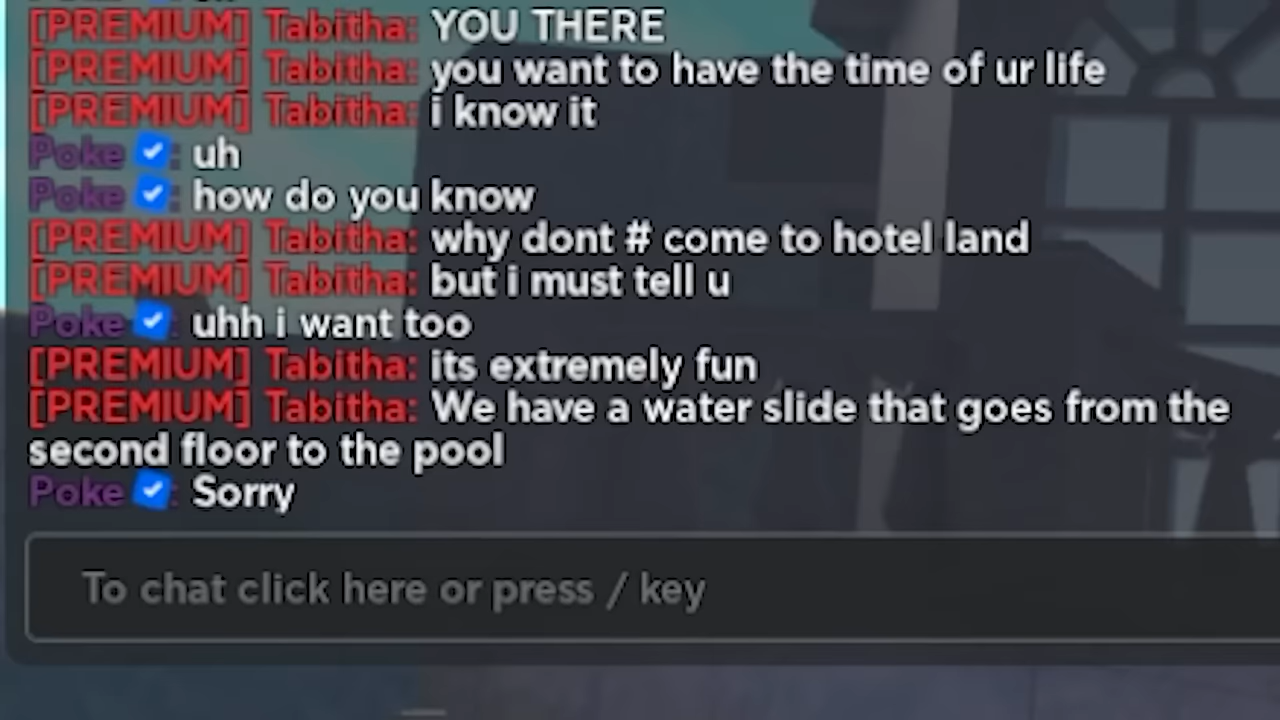 [PREMIUM] Tabitha: YOU THERE
[PREMIUM] Tabitha: you want to have the time of ur life
[PREMIUM] Tabitha: i know it
Poke: uh
Poke: how do you know
[PREMIUM] Tabitha: why dont # come to hotel land
[PREMIUM] Tabitha: but i must tell u
Poke: uhh i want too
[PREMIUM] Tabitha: its extremely fun
[PREMIUM] Tabitha: We have a water slide that goes from the
second floor to the pool
Poke: Sorry
To chat click here or press / key